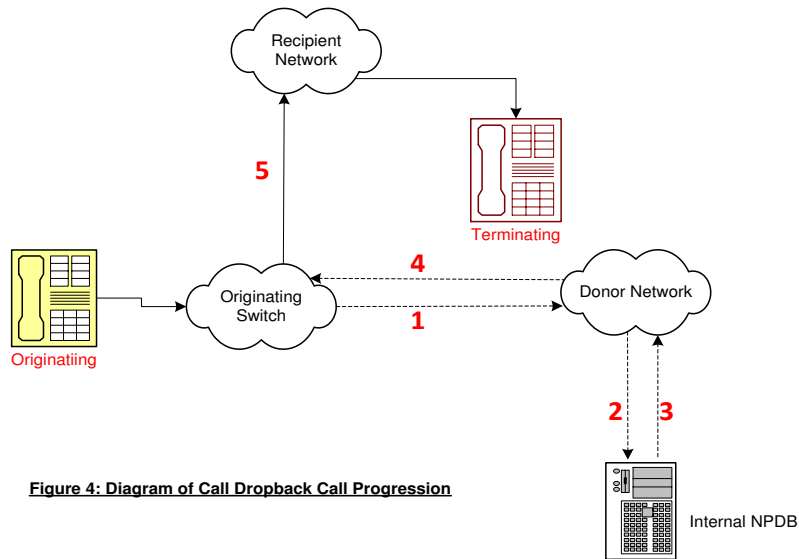 Recipient
Network
5
Terminating
4
Originating
Switch
Donor Network
1
Originatiing
2
3
Figure 4: Diagram of Call Dropback Call Progression
Internal NPDB